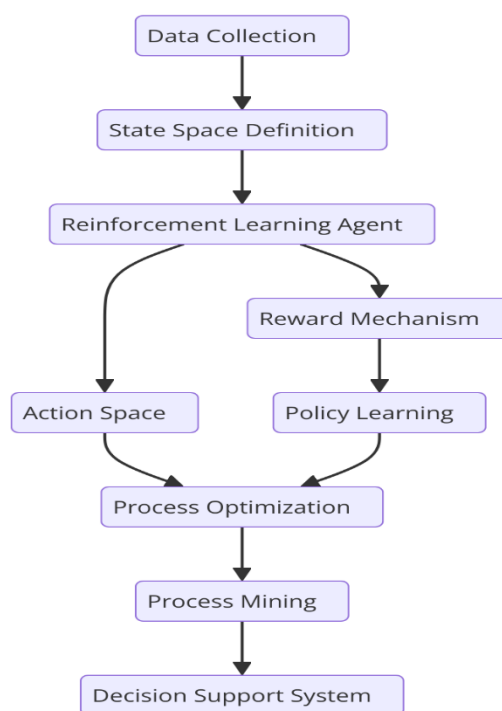 Data Collection
State Space Definition
Reinforcement Learning Agent
Reward Mechanism
Action Space
Policy Learning
Process Optimization
Process Mining
Decision Support System